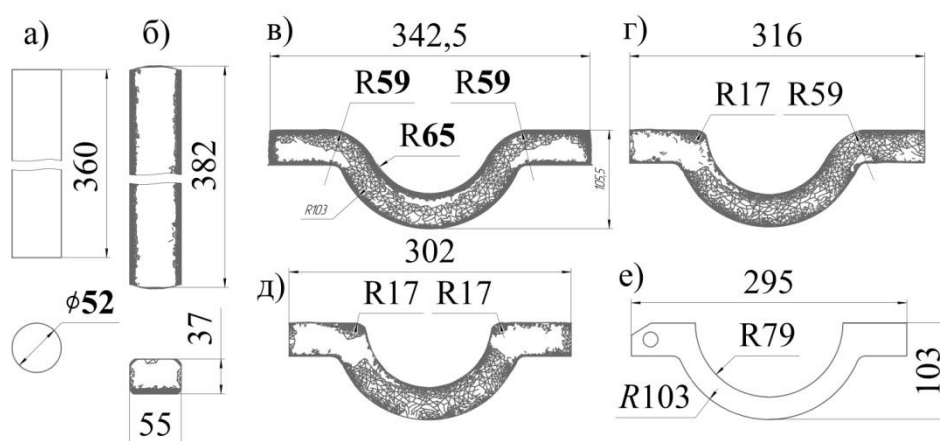 а)
б)
в)
г)
342,5
316
R59
R59
R17
R59
R65
R103
105,5
360
382
302
д)
R17
R17
е)
295
ϕ52
37
R79
R103
103
55